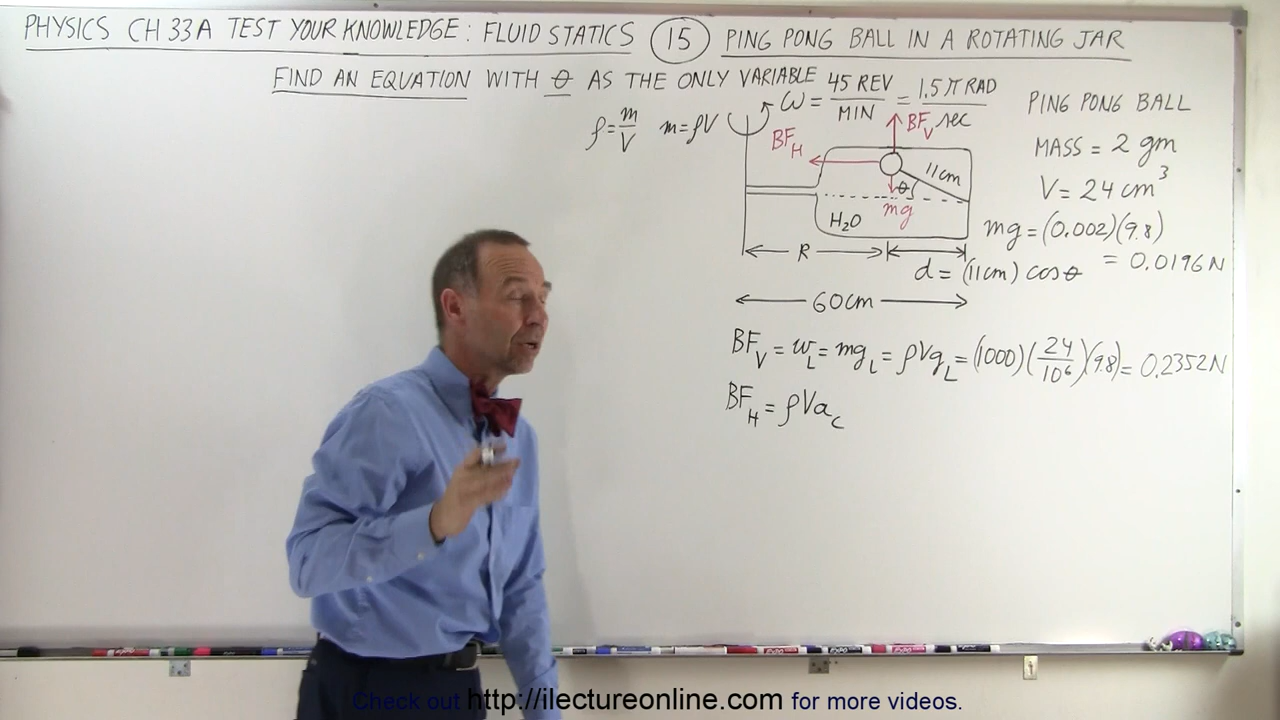 PHYSICS CH 33A TEST YOUR KNOWLEDGE: FLUID STATICS 15 PING PONG BALL IN A ROTATING JAR
FIND AN EQUATION WITH θ AS THE ONLY VARIABLE
ω = 45 REV / MIN = 1.5 π RAD / sec
ρ = m/V m = ρV
PING PONG BALL
MASS = 2 gm
V = 24 cm³
mg = (0.002)(9.8)
= 0.0196 N
BF_V
BF_H
11cm
θ
mg
H₂O
R
d = (11cm) cos θ
60cm
BF_V = w_L = mg_L = ρVg_L = (1000)(24/10⁶)(9.8) = 0.2352 N
BF_H = ρVa_c
EXPO
Check out http://ilectureonline.com for more videos.